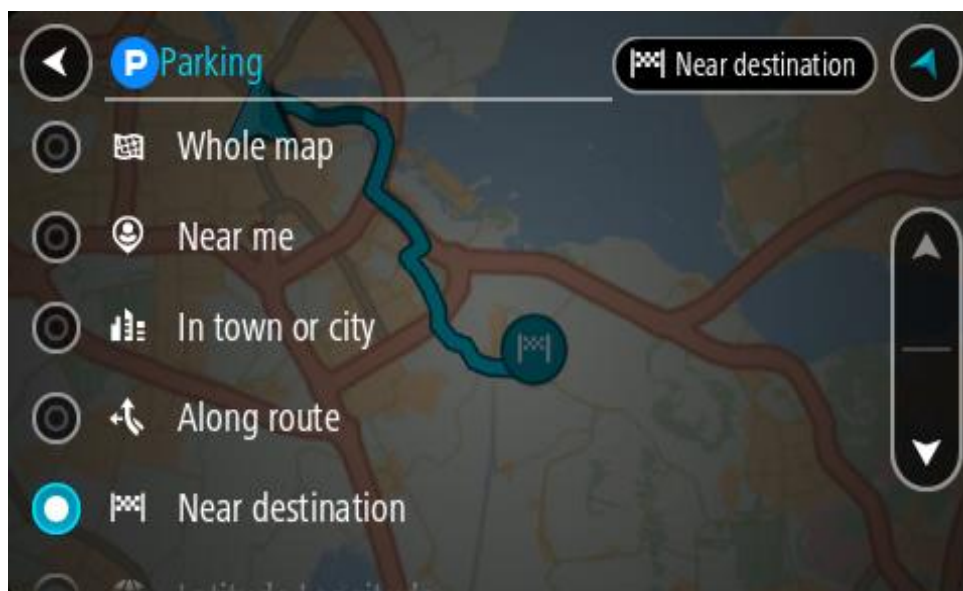 P Parking
Near destination
Whole map
Near me
In town or city
Along route
Near destination